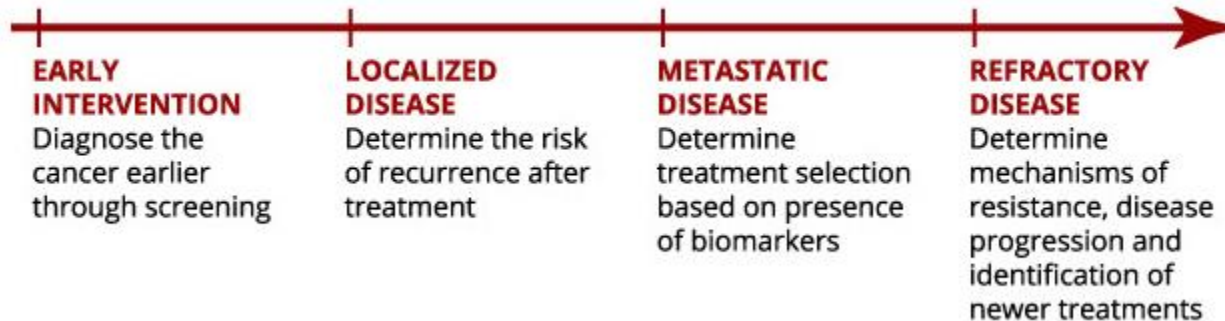 EARLY
INTERVENTION
Diagnose the
cancer earlier
through screening
LOCALIZED
DISEASE
Determine the risk
of recurrence after
treatment
METASTATIC
DISEASE
Determine
treatment selection
based on presence
of biomarkers
REFRACTORY
DISEASE
Determine
mechanisms of
resistance, disease
progression and
identification of
newer treatments